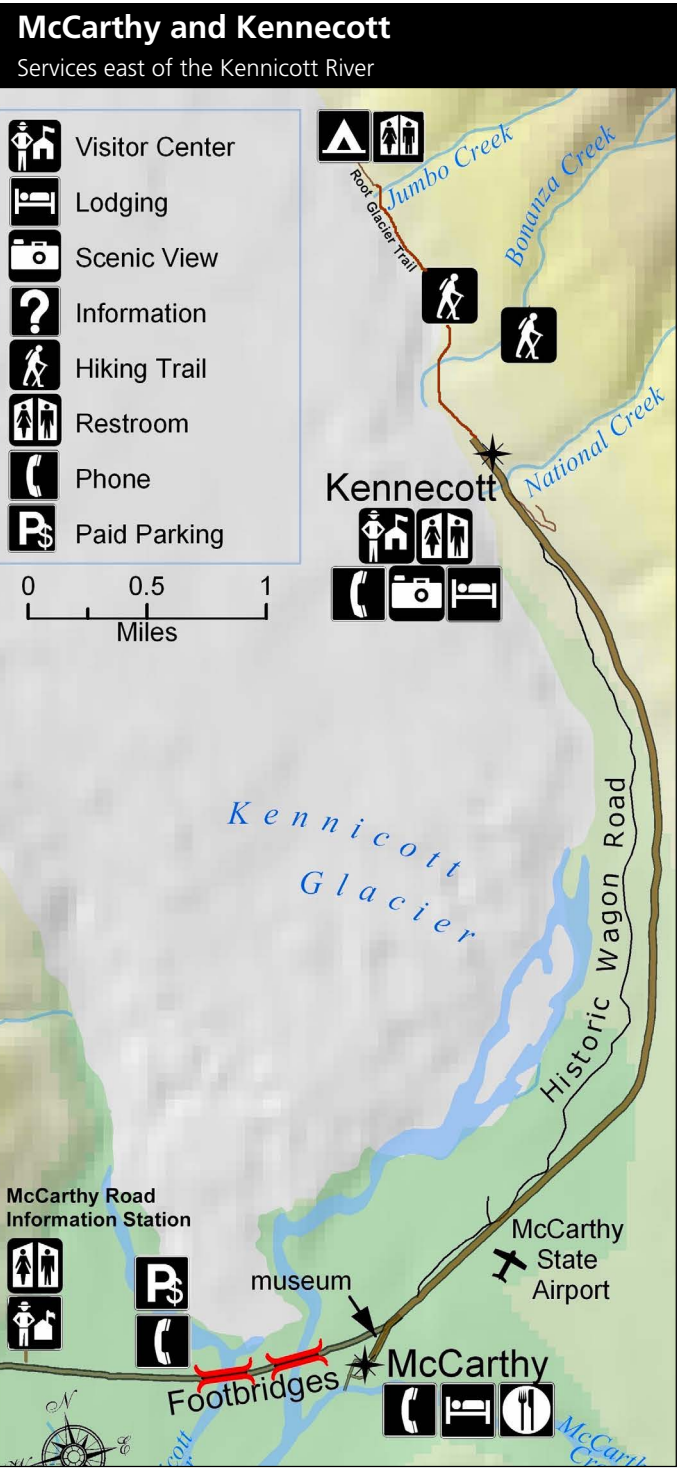 McCarthy and Kennecott
Services east of the Kennicott River
Visitor Center
Lodging
Scenic View
Information
Hiking Trail
Restroom
Phone
Paid Parking
0 0.5 1
Miles
Root Glacier Trail
Jumbo Creek
Bonanza Creek
National Creek
Kennecott
Kennicott
Glacier
Historic Wagon Road
McCarthy Road
Information Station
McCarthy
State
Airport
museum
McCarthy
Footbridges
N
E
W
cott
McCarth